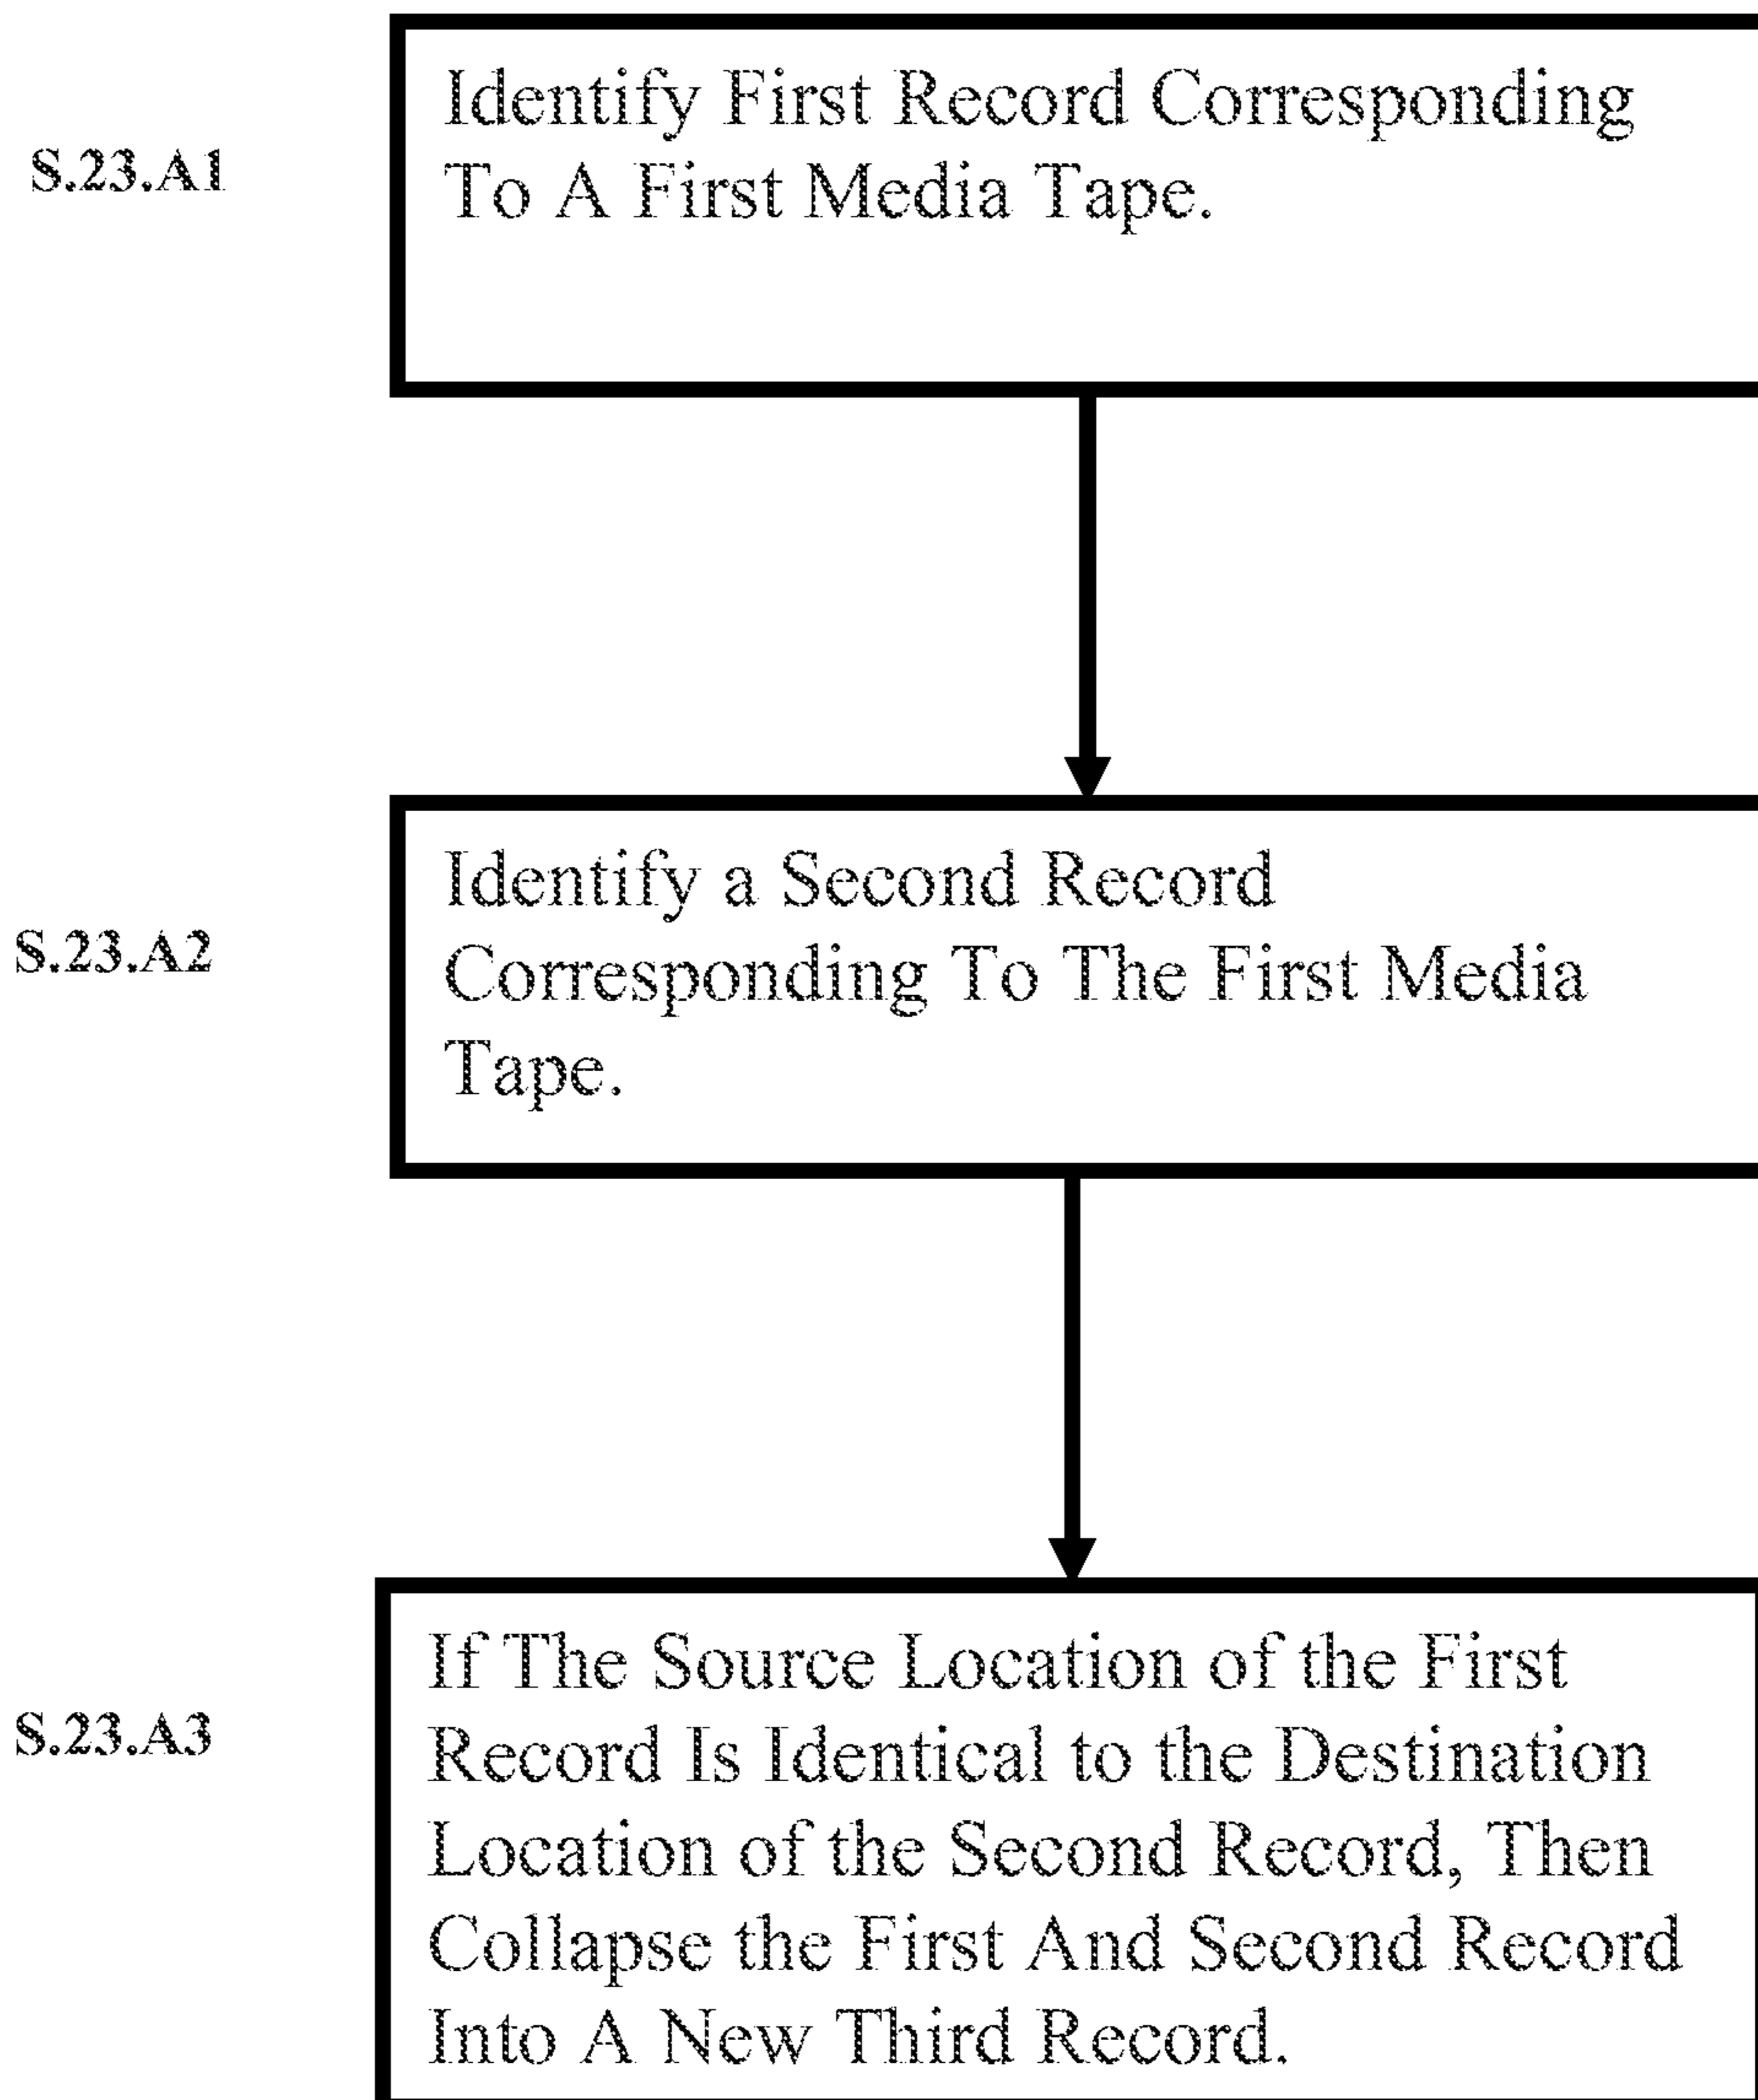 Identify First Record Corresponding
S.23.A1
To A First Media Tape.
Identify a Second Record
S.23.A2
Corresponding To The First Media
Tape.
If The Source Location of the First
S.23.A3
Record Is Identical to the Destination
Location of the Second Record, Then
Collapse the First And Second Record
Into A New Third Record.